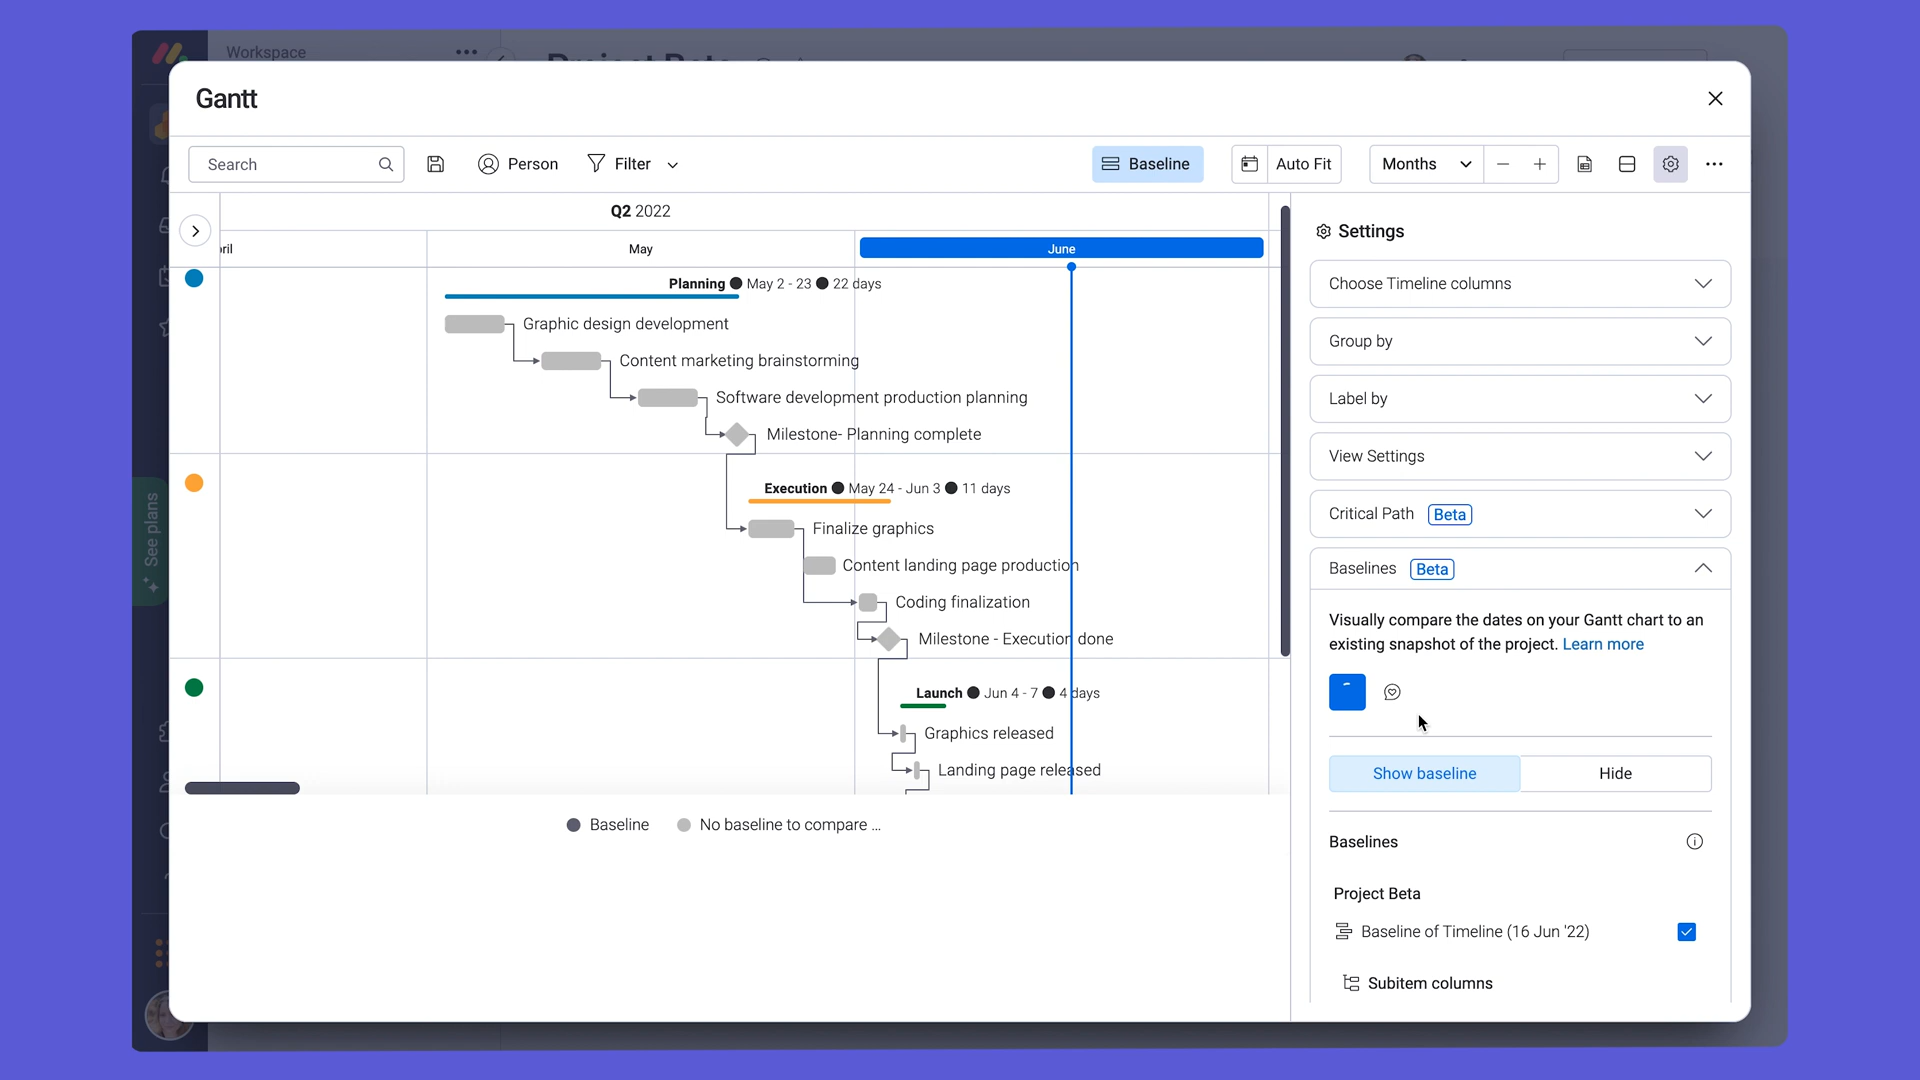 Workspace
Project Beta
Gantt
Search
Person
Filter
Baseline
Auto Fit
Months
Q2 2022
ril
May
June
Planning ● May 2 - 23 ● 22 days
Graphic design development
Content marketing brainstorming
Software development production planning
Milestone- Planning complete
Execution ● May 24 - Jun 3 ● 11 days
Finalize graphics
Content landing page production
Coding finalization
Milestone - Execution done
Launch ● Jun 4 - 7 ● 4 days
Graphics released
Landing page released
Baseline
No baseline to compare ...
See plans
Settings
Choose Timeline columns
Group by
Label by
View Settings
Critical Path Beta
Baselines Beta
Visually compare the dates on your Gantt chart to an
existing snapshot of the project. Learn more
Show baseline
Hide
Baselines
Project Beta
Baseline of Timeline (16 Jun '22)
Subitem columns